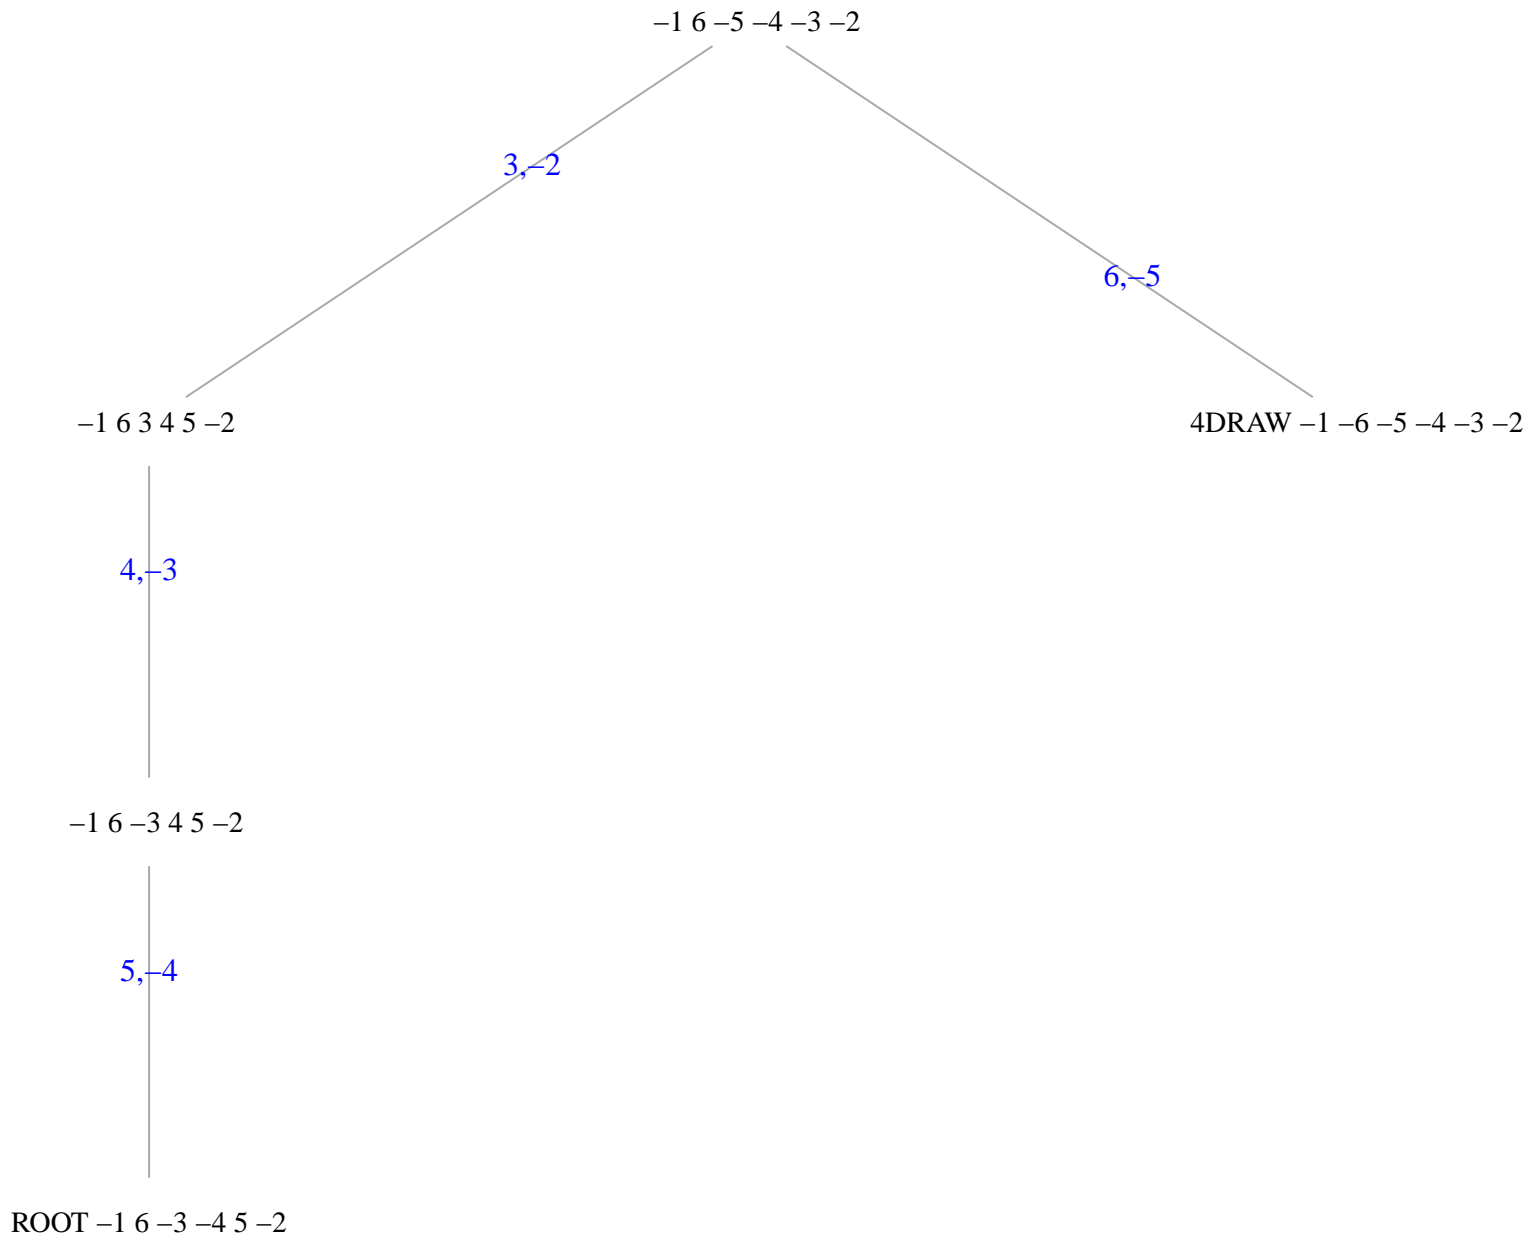 –1 6 –5 –4 –3 –2
3,–2
6,–5
–1 6 3 4 5 –2
4DRAW –1 –6 –5 –4 –3 –2
4,–3
–1 6 –3 4 5 –2
5,–4
ROOT –1 6 –3 –4 5 –2